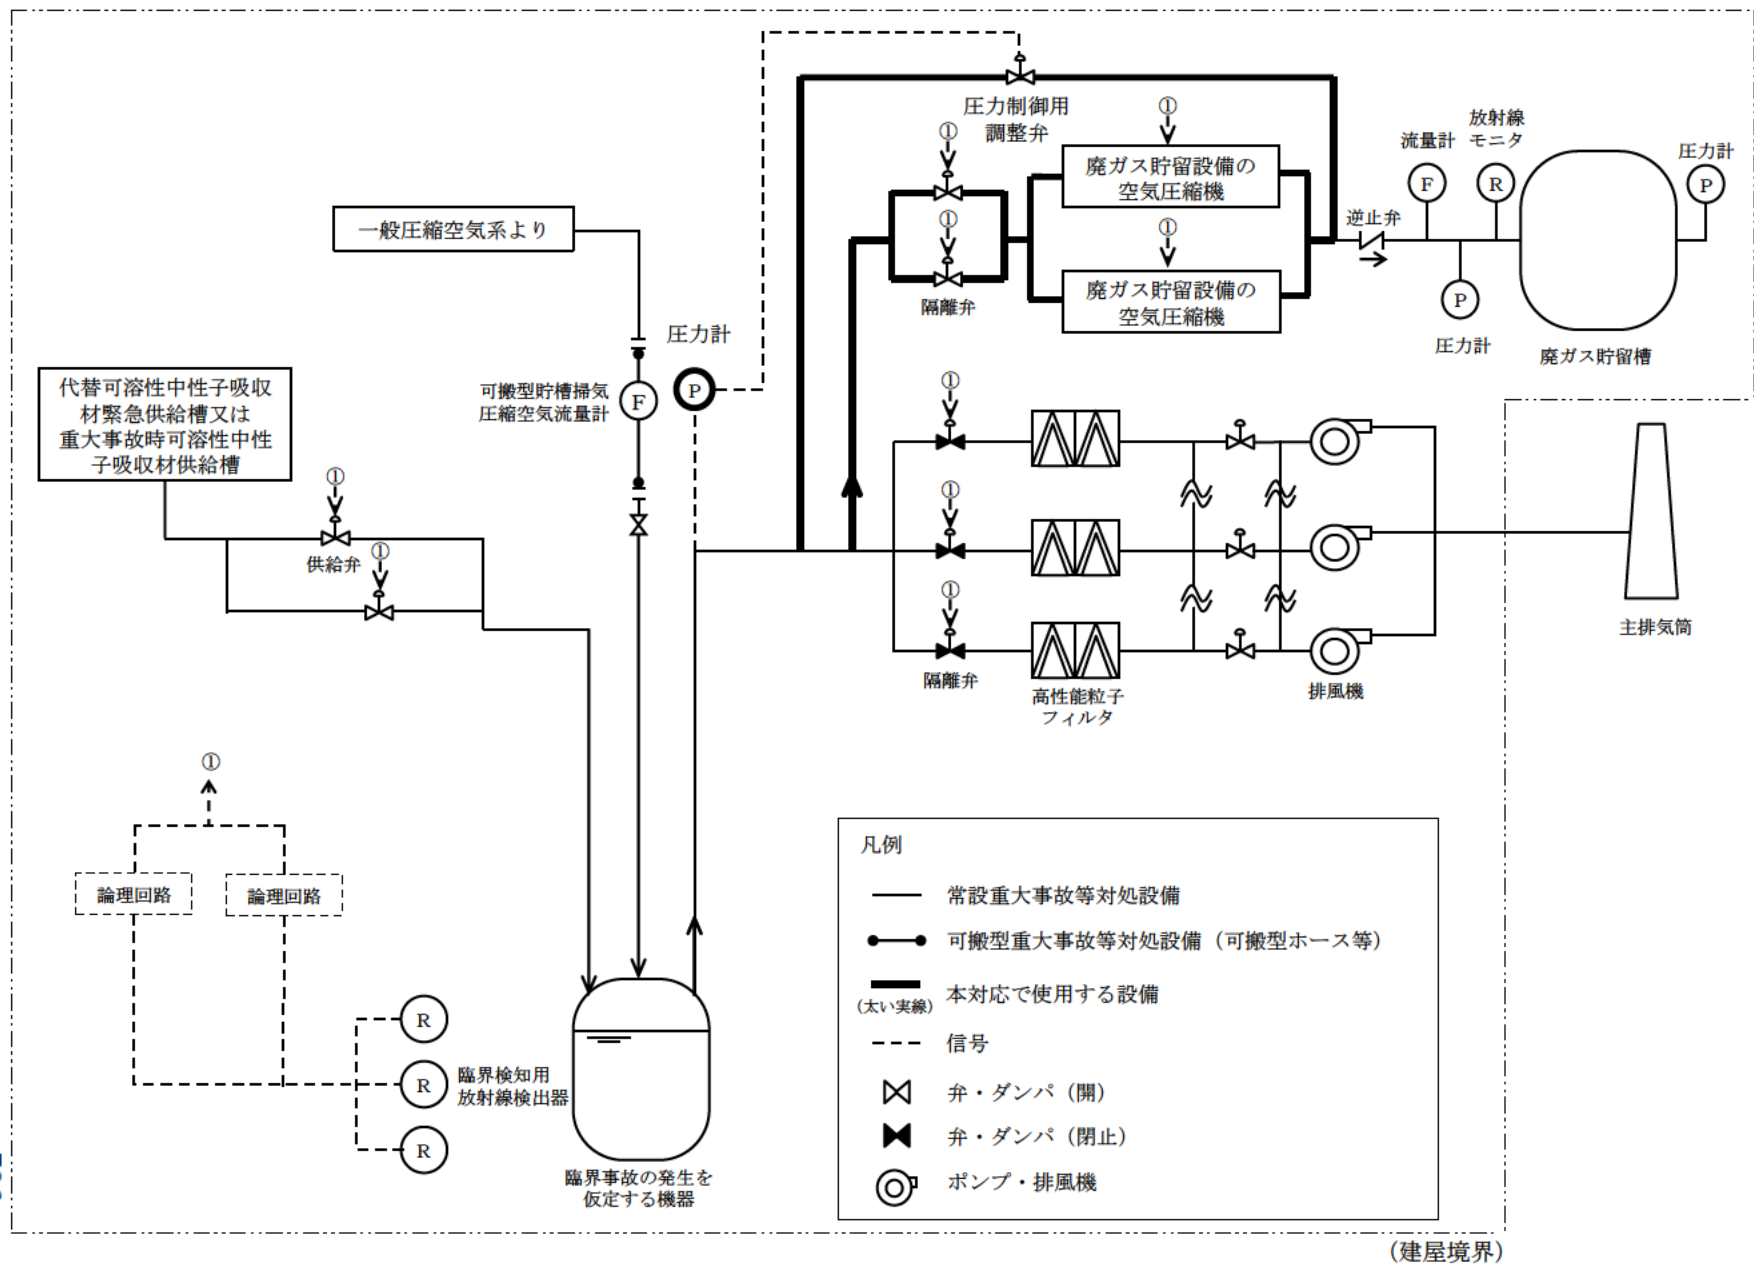 圧力制御用
調整弁
①
①
①
①
廃ガス貯留設備の
空気圧縮機
廃ガス貯留設備の
空気圧縮機
隔離弁
流量計
放射線
モニタ
F
R
逆止弁
P
圧力計
圧力計
P
廃ガス貯留槽
一般圧縮空気系より
圧力計
P
可搬型貯槽掃気
圧縮空気流量計
F
代替可溶性中性子吸収
材緊急供給槽又は
重大事故時可溶性中性
子吸収材供給槽
①
①
供給弁
①
①
①
隔離弁
高性能粒子
フィルタ
排風機
主排気筒
①
論理回路
論理回路
R
R
R
臨界検知用
放射線検出器
臨界事故の発生を
仮定する機器
凡例
常設重大事故等対処設備
可搬型重大事故等対処設備（可搬型ホース等）
(太い実線)
本対応で使用する設備
信号
弁・ダンパ（開）
弁・ダンパ（閉止）
ポンプ・排風機
（建屋境界）